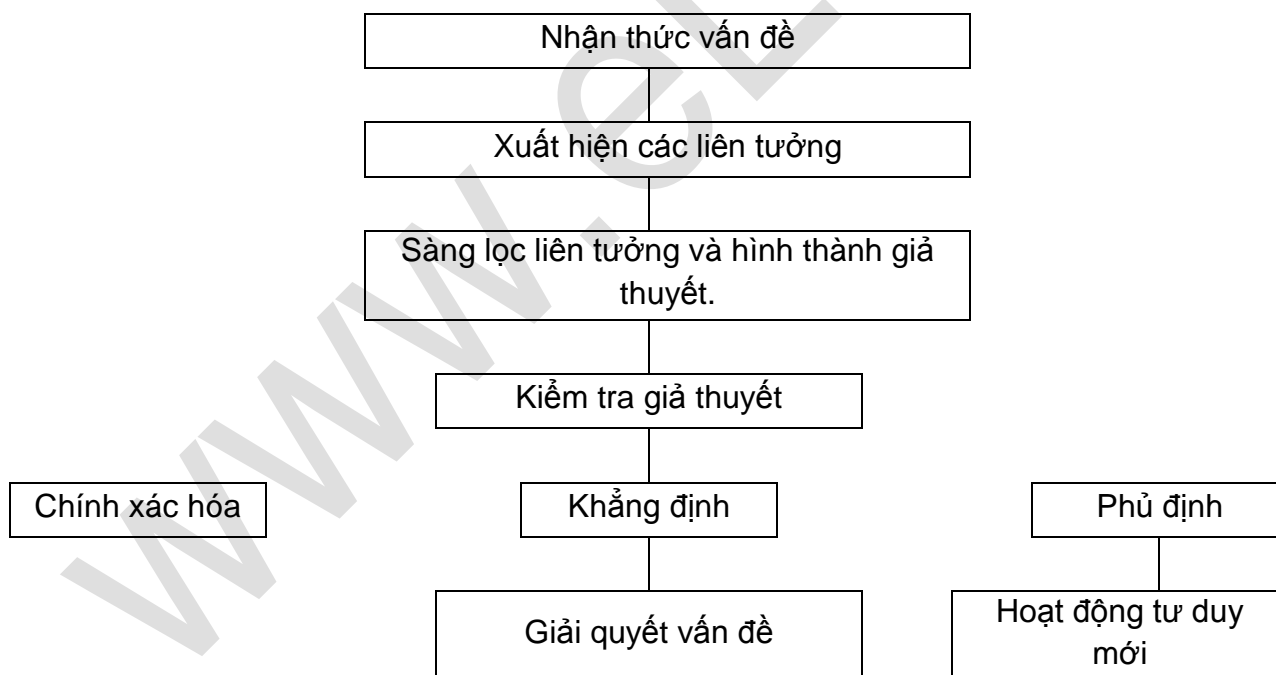 Nhận thức vấn đề
Xuất hiện các liên tưởng
Sàng lọc liên tưởng và hình thành giả
thuyết.
Kiểm tra giả thuyết
Chính xác hóa
Khẳng định
Phủ định
Giải quyết vấn đề
Hoạt động tư duy
mới
www.eL